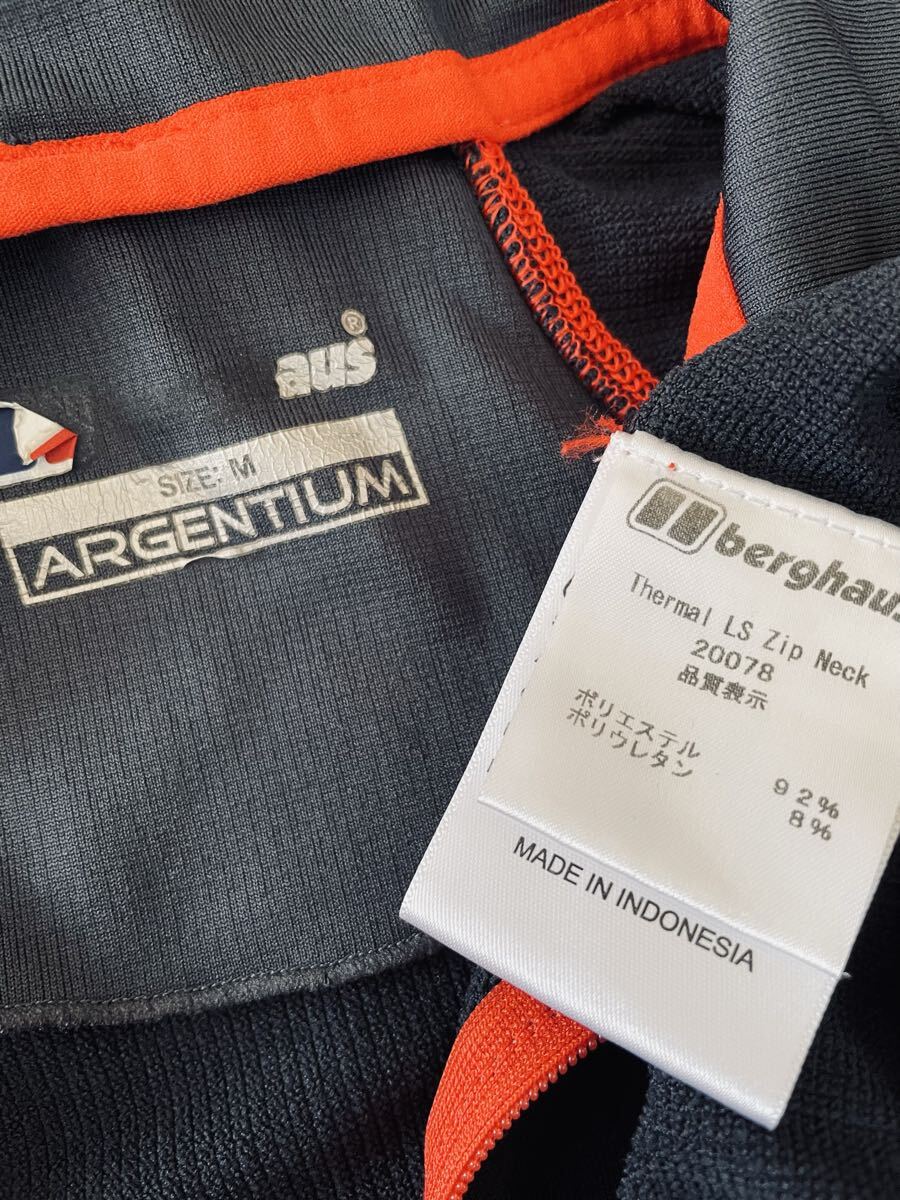 aus®
SIZE: M
ARGENTIUM
berghaus
Thermal LS Zip Neck
20078
品質表示
ポリエステル 92%
ポリウレタン 8%
MADE IN INDONESIA